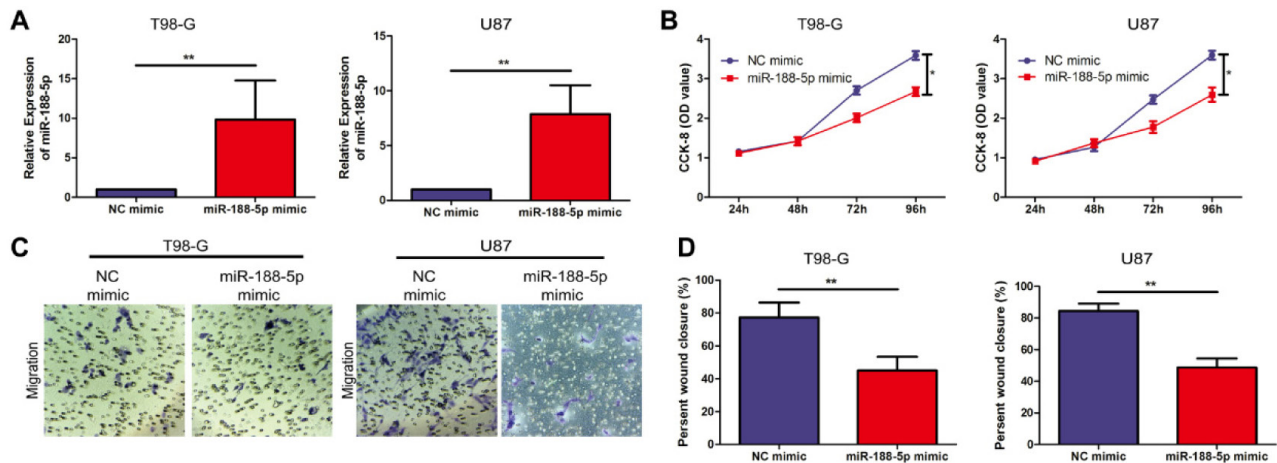 A
T98-G
Relative Expression
of miR-188-5p
20
15
10
5
0
**
NC mimic
miR-188-5p mimic
U87
Relative Expression
of miR-188-5p
15
10
5
0
**
NC mimic
miR-188-5p mimic
B
T98-G
CCK-8 (OD value)
4
3
2
1
0
NC mimic
miR-188-5p mimic
*
24h 48h 72h 96h
U87
CCK-8 (OD value)
4
3
2
1
0
NC mimic
miR-188-5p mimic
*
24h 48h 72h 96h
C
T98-G
NC
mimic
miR-188-5p
mimic
Migration
U87
NC
mimic
miR-188-5p
mimic
Migration
D
T98-G
Percent wound closure (%)
100
80
60
40
20
0
**
NC mimic
miR-188-5p mimic
U87
Percent wound closure (%)
100
80
60
40
20
0
**
NC mimic
miR-188-5p mimic